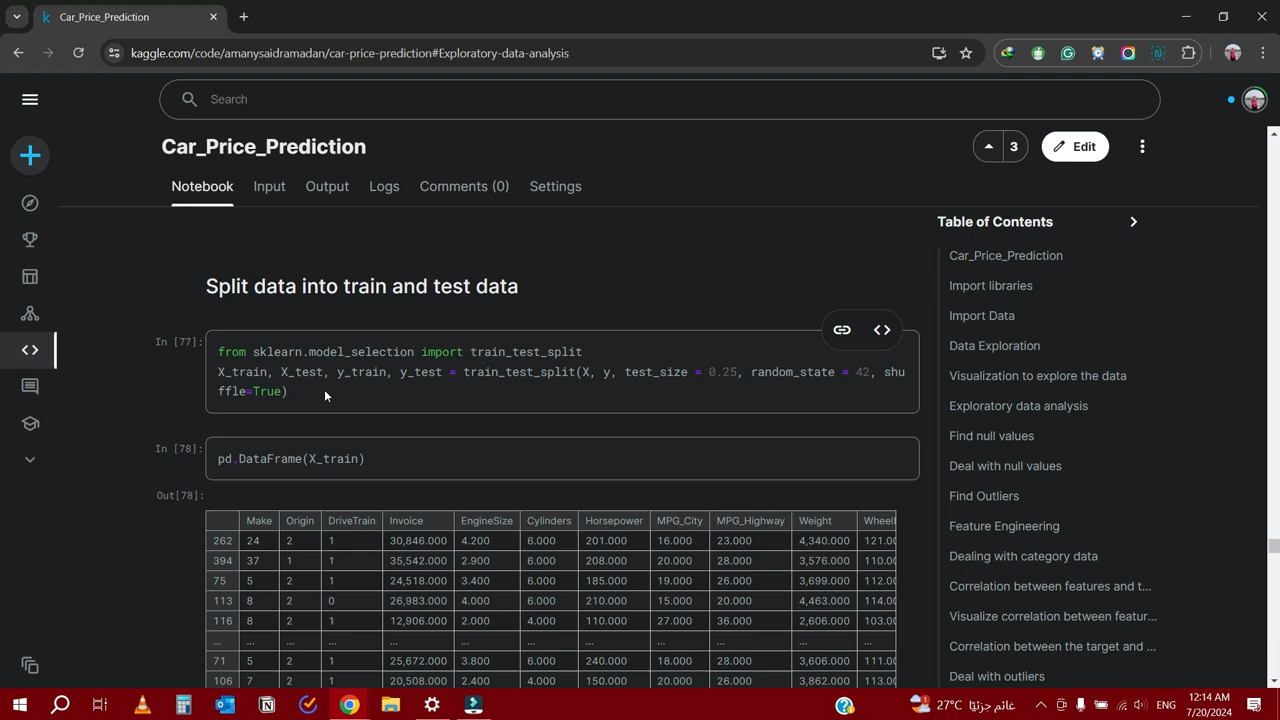 Car_Price_Prediction
kaggle.com/code/amanysaidramadan/car-price-prediction#Exploratory-data-analysis
Search
Car_Price_Prediction
3
Edit
Notebook Input Output Logs Comments (0) Settings
Table of Contents
Car_Price_Prediction
Import libraries
Import Data
Data Exploration
Visualization to explore the data
Exploratory data analysis
Find null values
Deal with null values
Find Outliers
Feature Engineering
Dealing with category data
Correlation between features and t...
Visualize correlation between featur...
Correlation between the target and ...
Deal with outliers
Split data into train and test data
In [77]:
from sklearn.model_selection import train_test_split
X_train, X_test, y_train, y_test = train_test_split(X, y, test_size = 0.25, random_state = 42, shu
ffle=True)
In [78]:
pd.DataFrame(X_train)
Out[78]:
Make Origin DriveTrain Invoice EngineSize Cylinders Horsepower MPG_City MPG_Highway Weight Wheell
262 24 2 1 30,846.000 4.200 6.000 201.000 16.000 23.000 4,340.000 121.00
394 37 1 1 35,542.000 2.900 6.000 208.000 20.000 28.000 3,576.000 110.00
75 5 2 1 24,518.000 3.400 6.000 185.000 19.000 26.000 3,699.000 112.00
113 8 2 0 26,983.000 4.000 6.000 210.000 15.000 20.000 4,463.000 114.00
116 8 2 1 12,906.000 2.000 4.000 110.000 27.000 36.000 2,606.000 103.00
... ... ... ... ... ... ... ... ... ... ... ...
71 5 2 1 25,672.000 3.800 6.000 240.000 18.000 28.000 3,606.000 111.00
106 7 2 1 20,508.000 2.400 4.000 150.000 20.000 26.000 3,862.000 113.00
27°C غائم جزئيًا
ENG
12:14 AM
7/20/2024